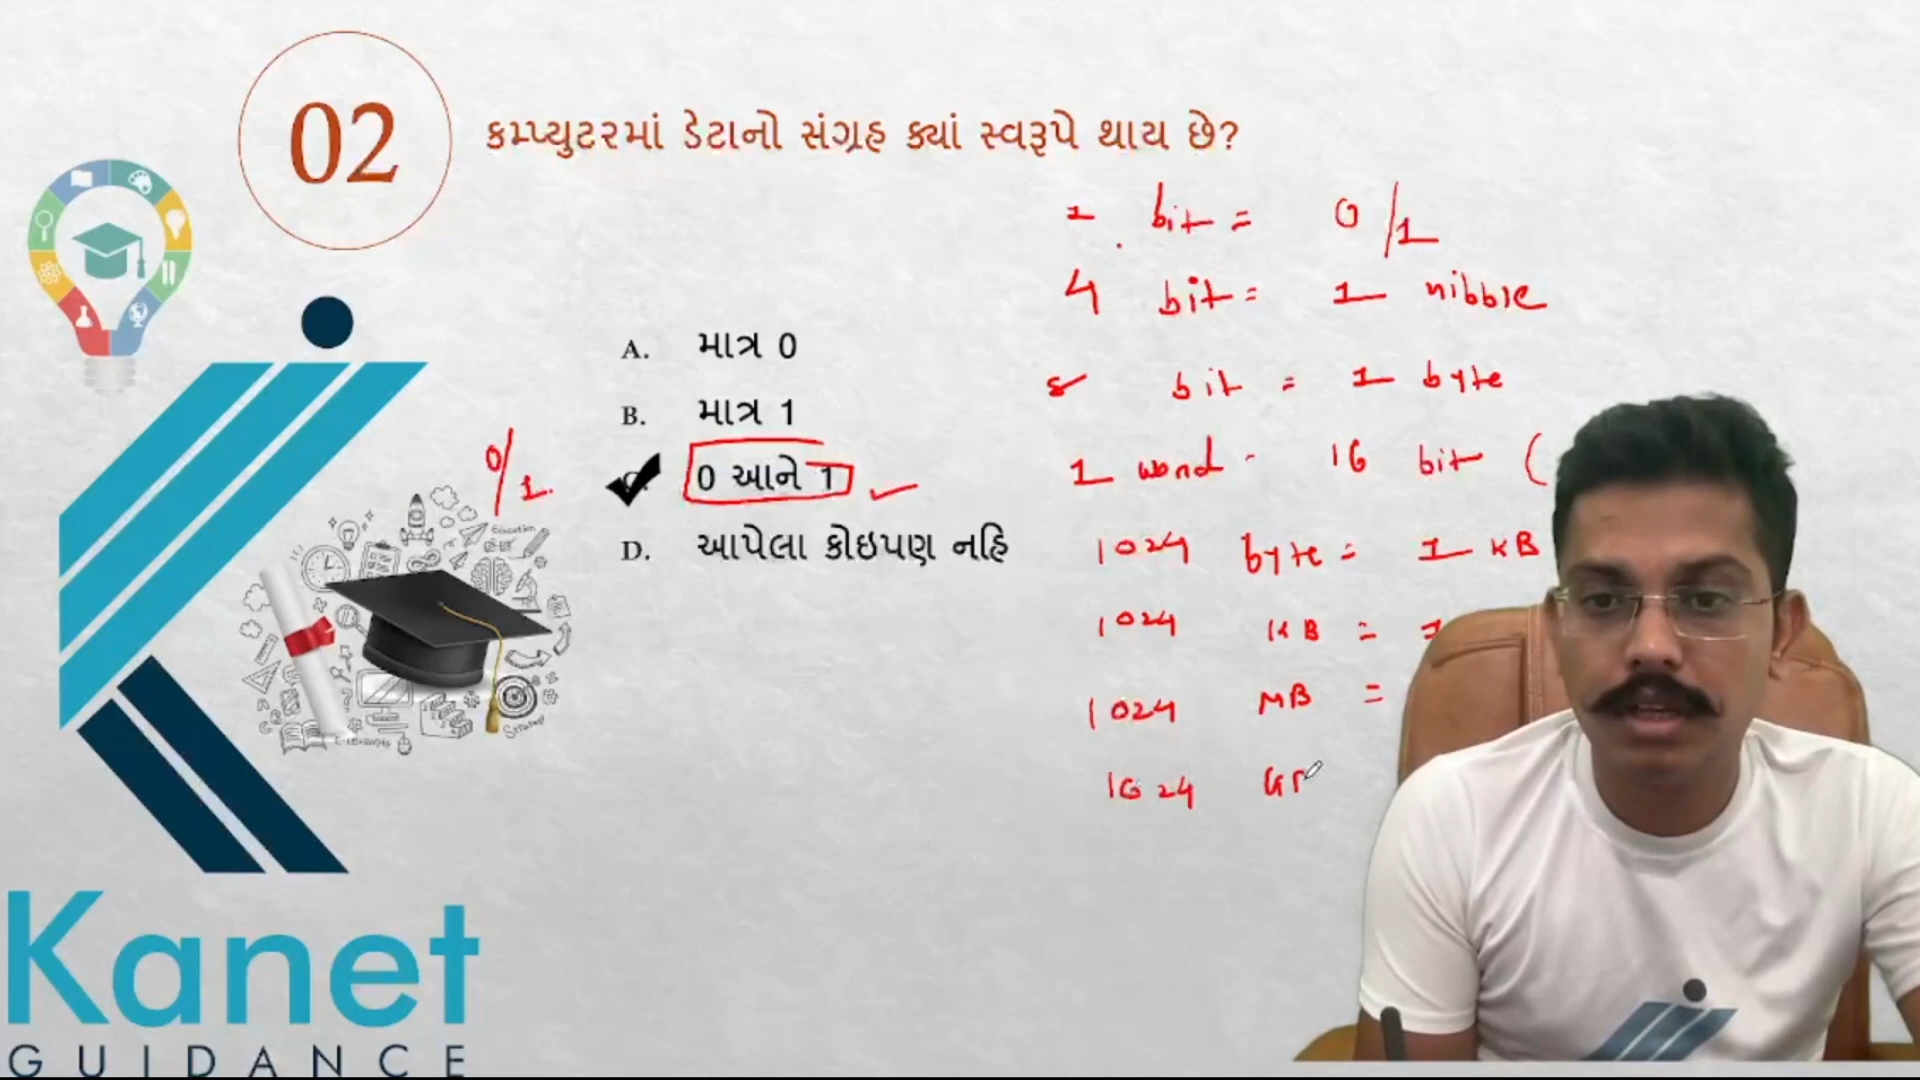 02
કમ્પ્યુટરમાં ડેટાનો સંગ્રહ ક્યાં સ્વરૂપે થાય છે?
A. માત્ર 0
B. માત્ર 1
0 આને 1
D. આપેલા કોઇપણ નહિ
0/1
1 bit = 0/1
4 bit = 1 nibble
8 bit = 1 byte
1 word - 16 bit (
1024 byte = 1 KB
1024 KB = 1
1024 MB =
1024
Education
Kanet
GUIDANCE